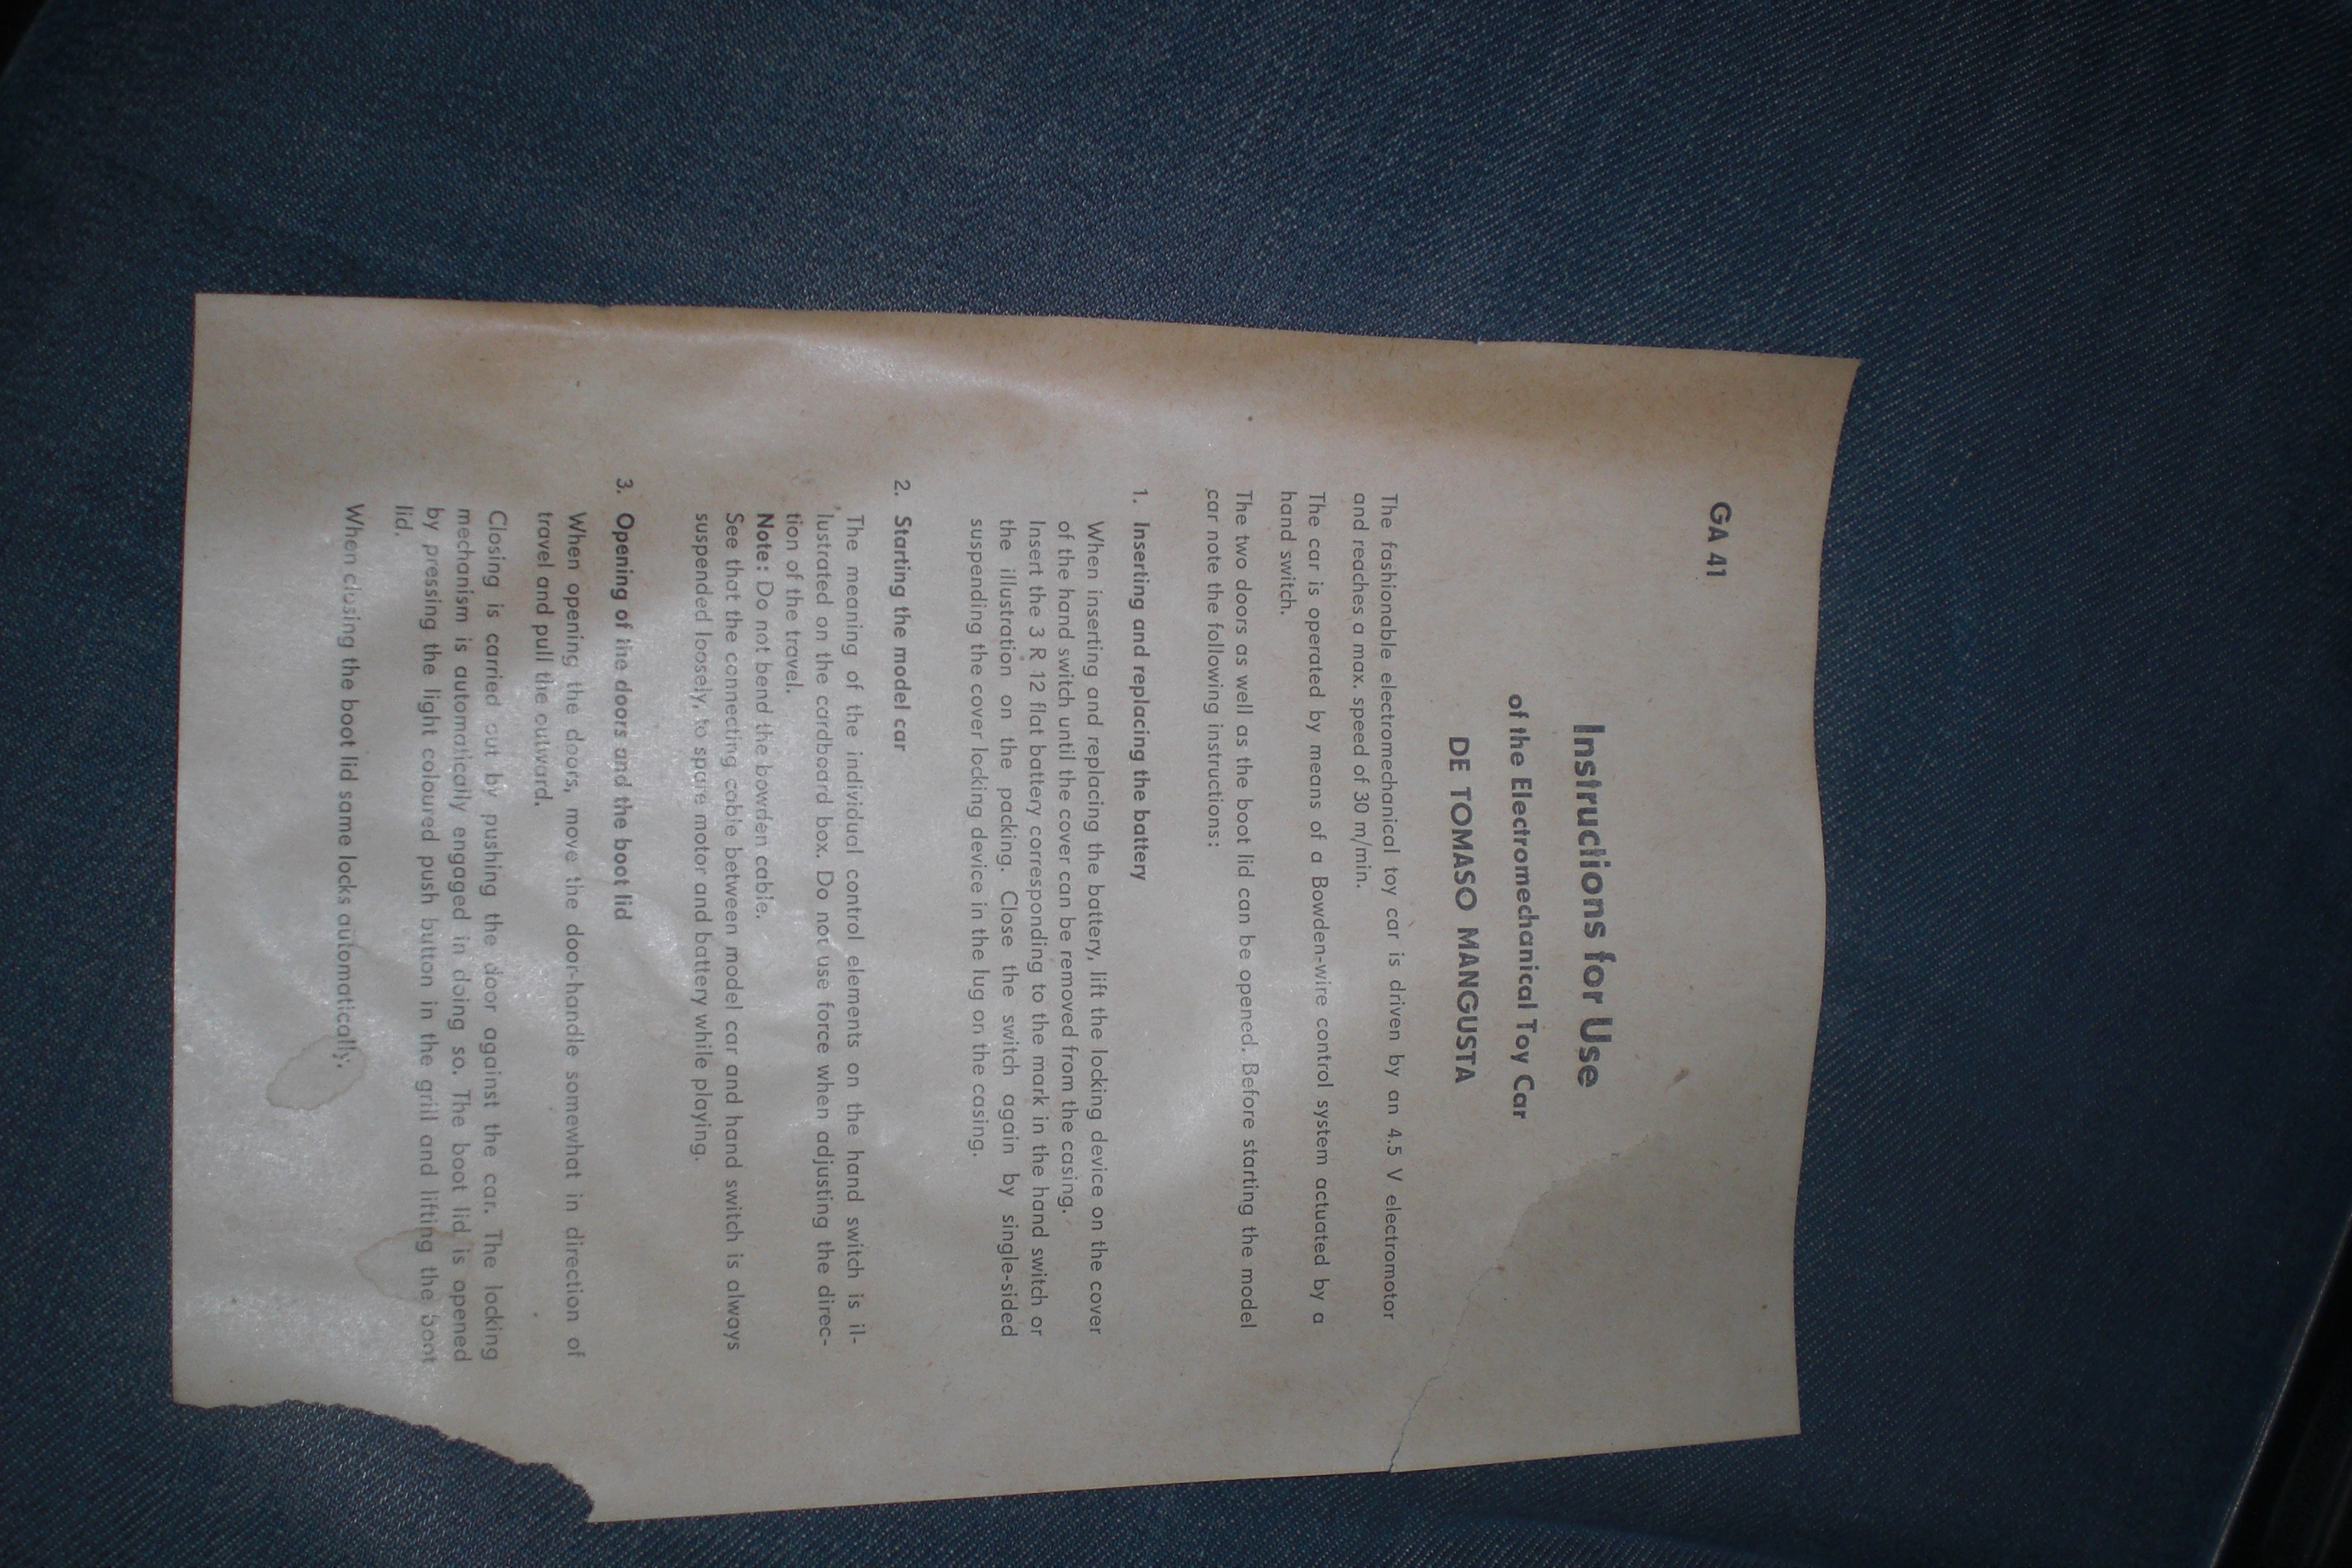 GA 41
Instructions for Use
of the Electromechanical Toy Car
DE TOMASO MANGUSTA
The fashionable electromechanical toy car is driven by an 4.5 V electromotor
and reaches a max. speed of 30 m/min.
The car is operated by means of a Bowden-wire control system actuated by a
hand switch.
The two doors as well as the boot lid can be opened. Before starting the model
car note the following instructions:
1. Inserting and replacing the battery
When inserting and replacing the battery, lift the locking device on the cover
of the hand switch until the cover can be removed from the casing.
Insert the 3 R 12 flat battery corresponding to the mark in the hand switch or
the illustration on the packing. Close the switch again by single-sided
suspending the cover locking device in the lug on the casing.
2. Starting the model car
The meaning of the individual control elements on the hand switch is il-
lustrated on the cardboard box. Do not use force when adjusting the direc-
tion of the travel.
Note: Do not bend the bowden cable.
See that the connecting cable between model car and hand switch is always
suspended loosely, to spare motor and battery while playing.
3. Opening of the doors and the boot lid
When opening the doors, move the door-handle somewhat in direction of
travel and pull the outward.
Closing is carried out by pushing the door against the car. The locking
mechanism is automatically engaged in doing so. The boot lid is opened
by pressing the light coloured push button in the grill and lifting the boot
lid.
When closing the boot lid same locks automatically.